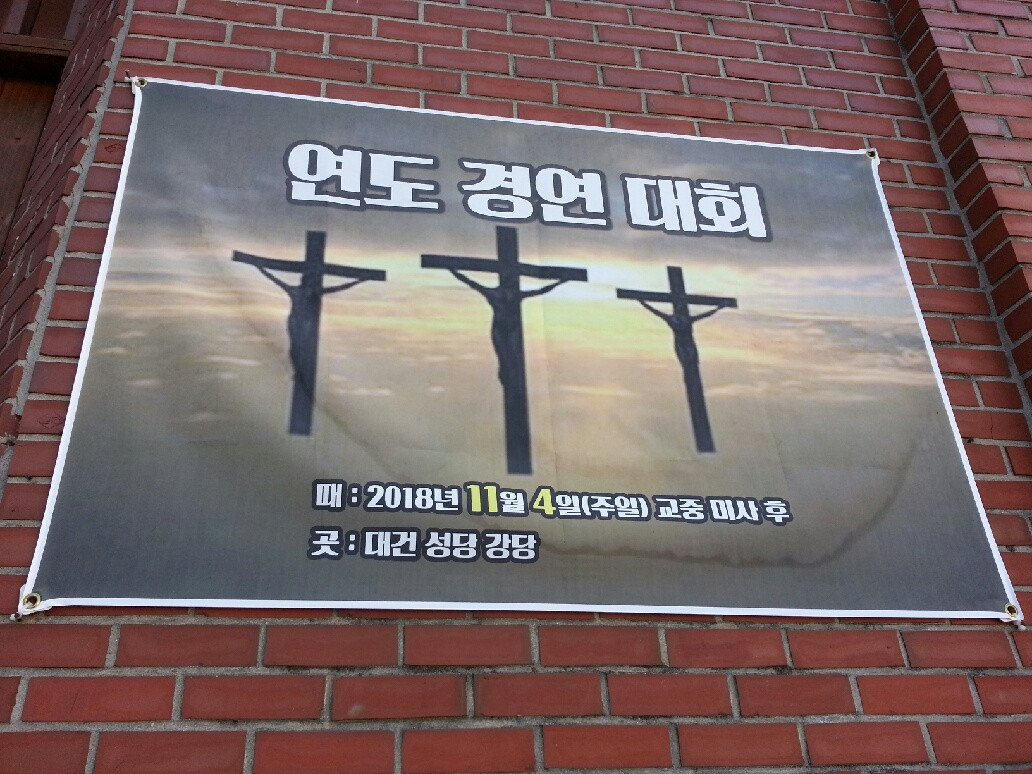 연도 경연 대회
때 : 2018년 11월 4일(주일) 교중 미사 후
곳 : 대건 성당 강당